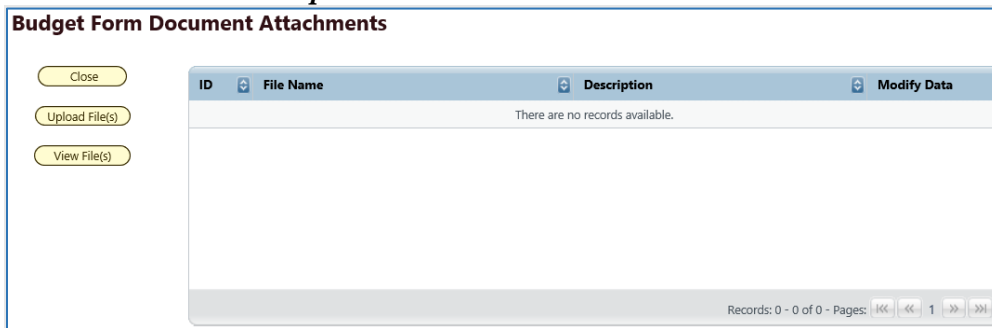 Budget Form Document Attachments
Close
Upload File(s)
View File(s)
ID File Name Description Modify Data
There are no records available.
Records: 0 - 0 of 0 - Pages: 1